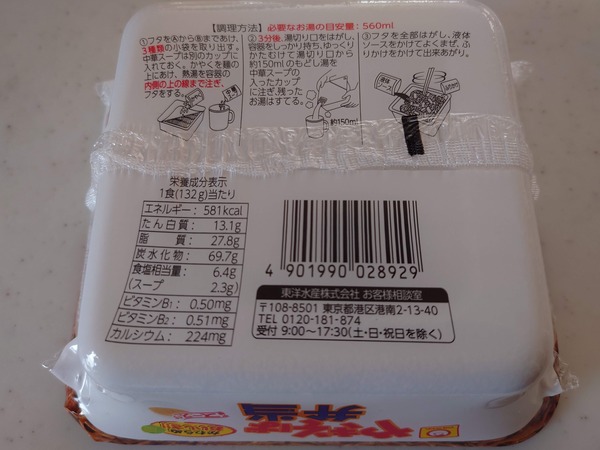 【調理方法】必要なお湯の目安量：560ml
①フタをⒶからⒷまであけ、
3種類の小袋を取り出す。
中華スープは別のカップに
入れておく。かやくを麺の
上にあけ、熱湯を容器の
内側の上の線まで注ぎ、
フタをする。
②3分後、湯切り口をはがし、
容器をしっかり持ち、ゆっくり
かたむけて湯切り口から
約150mlのもどし湯を
中華スープの
入ったカップ
に注ぎ、残った
お湯はすてる。
約150ml
③フタを全部はがし、液体
ソースをかけてよくまぜ、ふ
りかけをかけて出来あがり。
栄養成分表示
1食(132g)当たり
エネルギー： 581kcal
たん白質： 13.1g
脂 質： 27.8g
炭水化物： 69.7g
食塩相当量： 6.4g
(スープ 2.3g)
ビタミンB1： 0.50mg
ビタミンB2： 0.51mg
カルシウム： 224mg
4 901990 028929
東洋水産株式会社 お客様相談室
〒108-8501 東京都港区港南2-13-40
TEL 0120-181-874
受付 9:00～17:30(土・日・祝日を除く)
やきそば
弁当